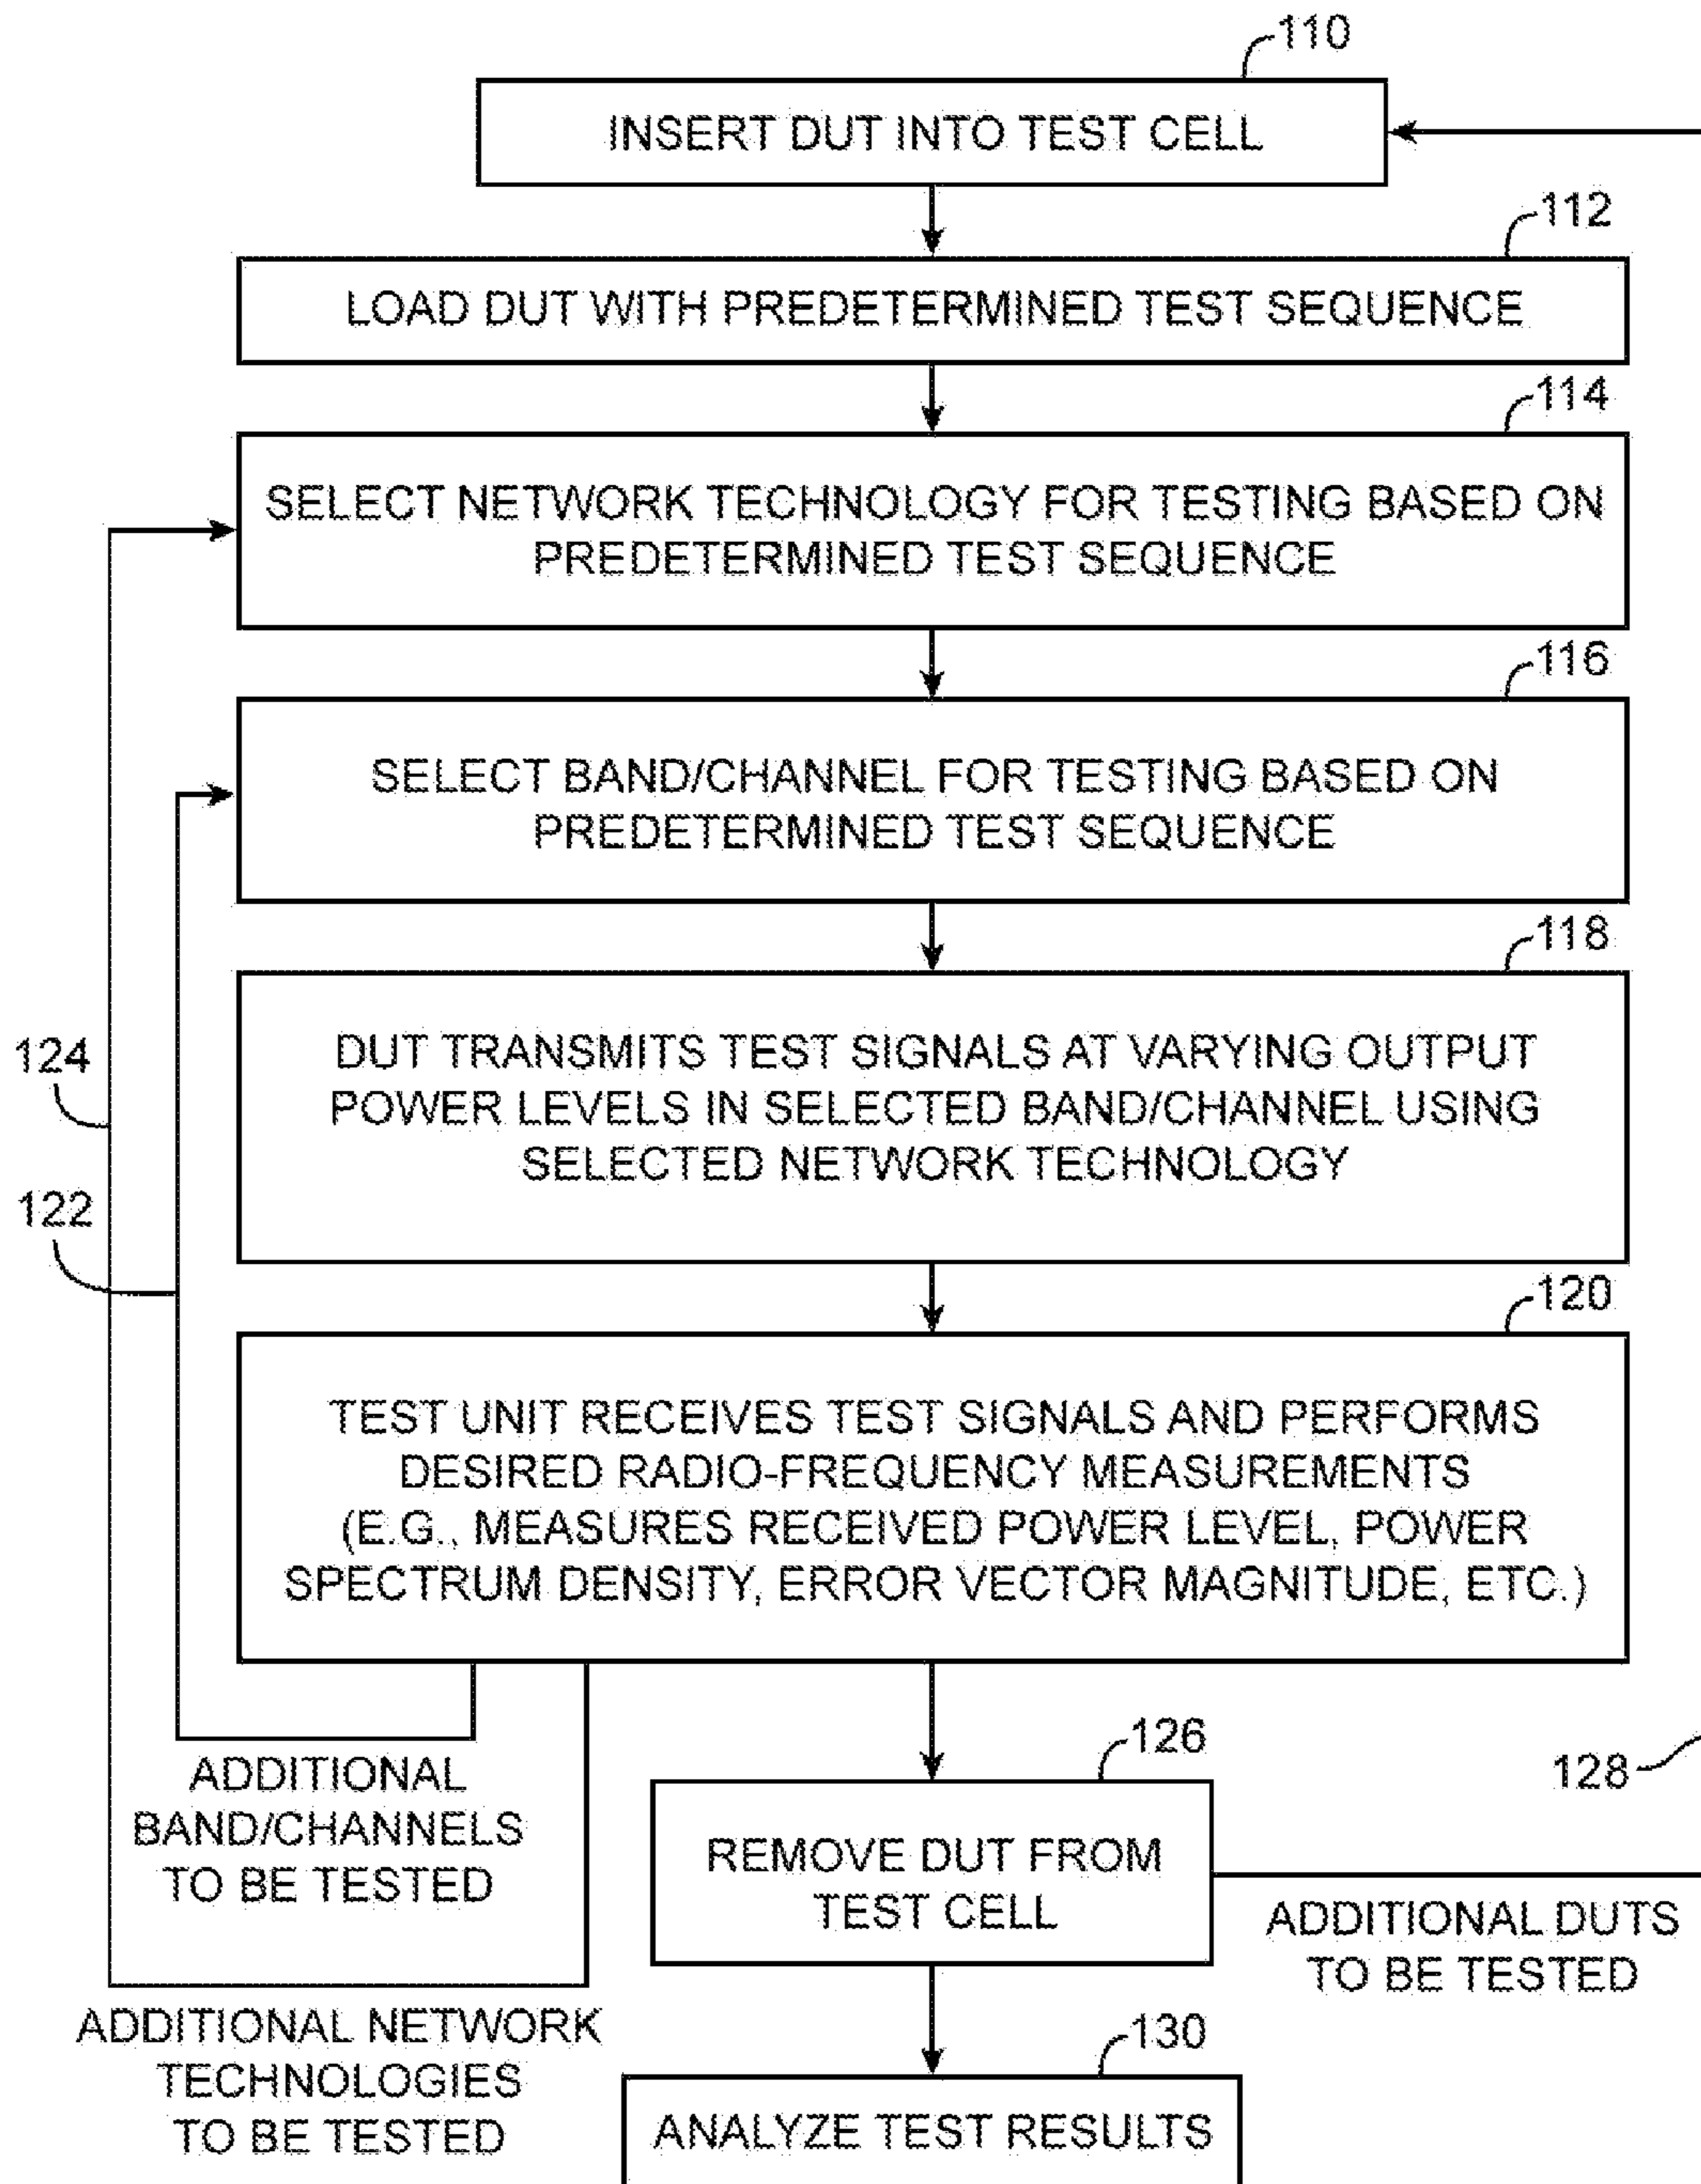 110
INSERT DUT INTO TEST CELL
112
LOAD DUT WITH PREDETERMINED TEST SEQUENCE
114
SELECT NETWORK TECHNOLOGY FOR TESTING BASED ON
PREDETERMINED TEST SEQUENCE
116
SELECT BAND/CHANNEL FOR TESTING BASED ON
PREDETERMINED TEST SEQUENCE
118
DUT TRANSMITS TEST SIGNALS AT VARYING OUTPUT
POWER LEVELS IN SELECTED BAND/CHANNEL USING
SELECTED NETWORK TECHNOLOGY
124
122
120
TEST UNIT RECEIVES TEST SIGNALS AND PERFORMS
DESIRED RADIO-FREQUENCY MEASUREMENTS
(E.G., MEASURES RECEIVED POWER LEVEL, POWER
SPECTRUM DENSITY, ERROR VECTOR MAGNITUDE, ETC.)
ADDITIONAL
BAND/CHANNELS
TO BE TESTED
126
128
REMOVE DUT FROM
TEST CELL
ADDITIONAL DUTS
TO BE TESTED
ADDITIONAL NETWORK
TECHNOLOGIES
TO BE TESTED
130
ANALYZE TEST RESULTS